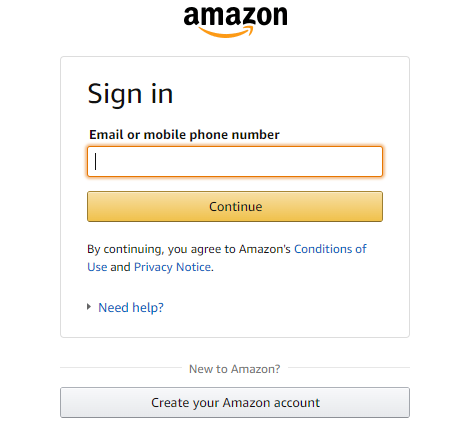 amazon
Sign in
Email or mobile phone number
Continue
By continuing, you agree to Amazon's Conditions of
Use and Privacy Notice.
Need help?
New to Amazon?
Create your Amazon account